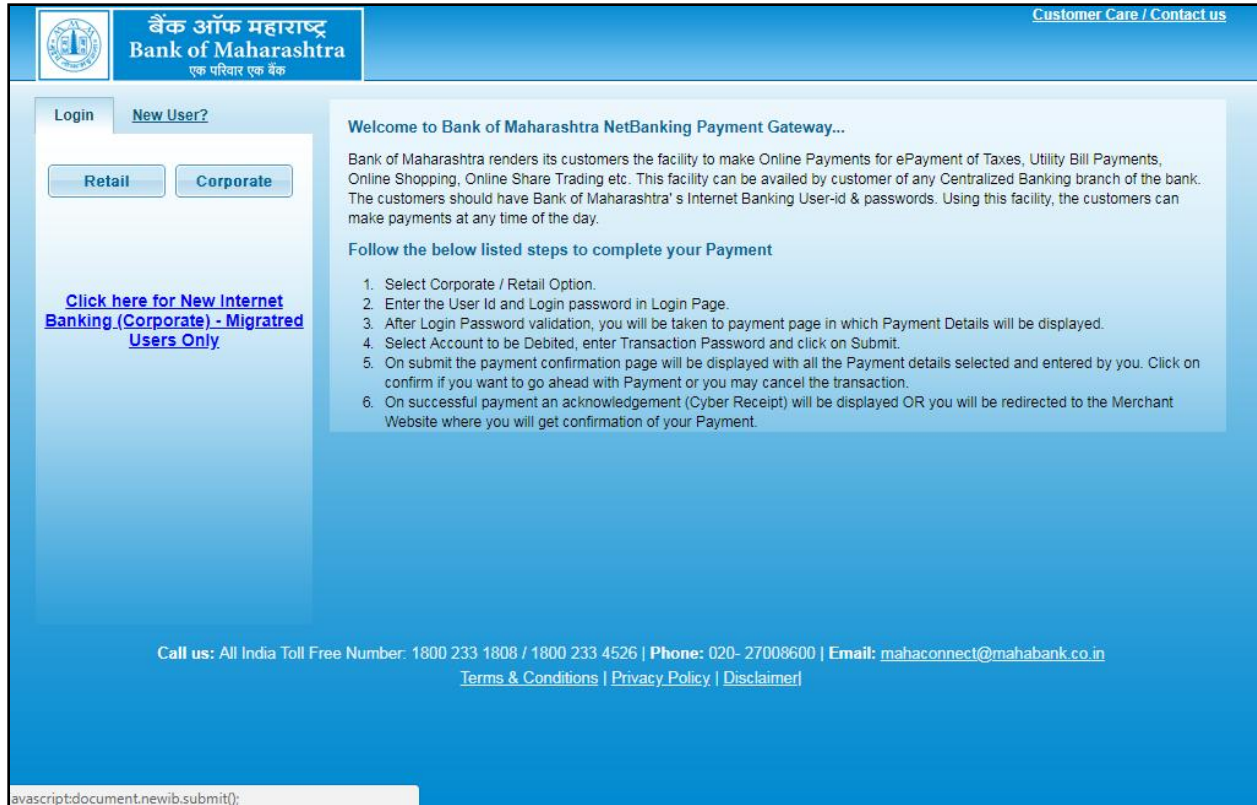 बैंक ऑफ महाराष्ट्र
Bank of Maharashtra
एक परिवार एक बैंक
Customer Care / Contact us
Login
New User?
Retail
Corporate
Click here for New Internet
Banking (Corporate) - Migratred
Users Only
Welcome to Bank of Maharashtra NetBanking Payment Gateway...
Bank of Maharashtra renders its customers the facility to make Online Payments for ePayment of Taxes, Utility Bill Payments,
Online Shopping, Online Share Trading etc. This facility can be availed by customer of any Centralized Banking branch of the bank.
The customers should have Bank of Maharashtra' s Internet Banking User-id & passwords. Using this facility, the customers can
make payments at any time of the day.
Follow the below listed steps to complete your Payment
1. Select Corporate / Retail Option.
2. Enter the User Id and Login password in Login Page.
3. After Login Password validation, you will be taken to payment page in which Payment Details will be displayed.
4. Select Account to be Debited, enter Transaction Password and click on Submit.
5. On submit the payment confirmation page will be displayed with all the Payment details selected and entered by you. Click on
confirm if you want to go ahead with Payment or you may cancel the transaction.
6. On successful payment an acknowledgement (Cyber Receipt) will be displayed OR you will be redirected to the Merchant
Website where you will get confirmation of your Payment.
Call us: All India Toll Free Number: 1800 233 1808 / 1800 233 4526 | Phone: 020- 27008600 | Email: mahaconnect@mahabank.co.in
Terms & Conditions | Privacy Policy | Disclaimer|
avascript:document.newib.submit();